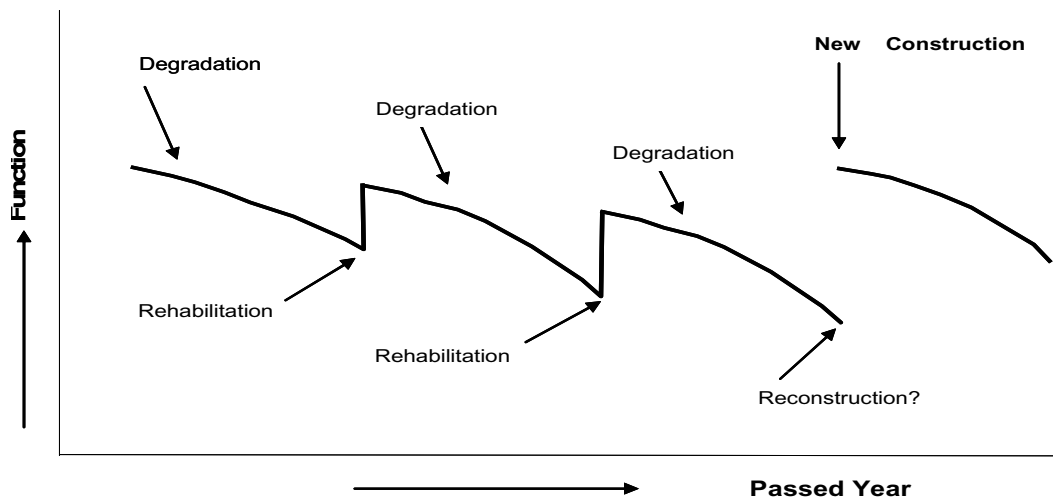 New Construction
Degradation
Degradation
Degradation
Function
Rehabilitation
Rehabilitation
Reconstruction?
Passed Year